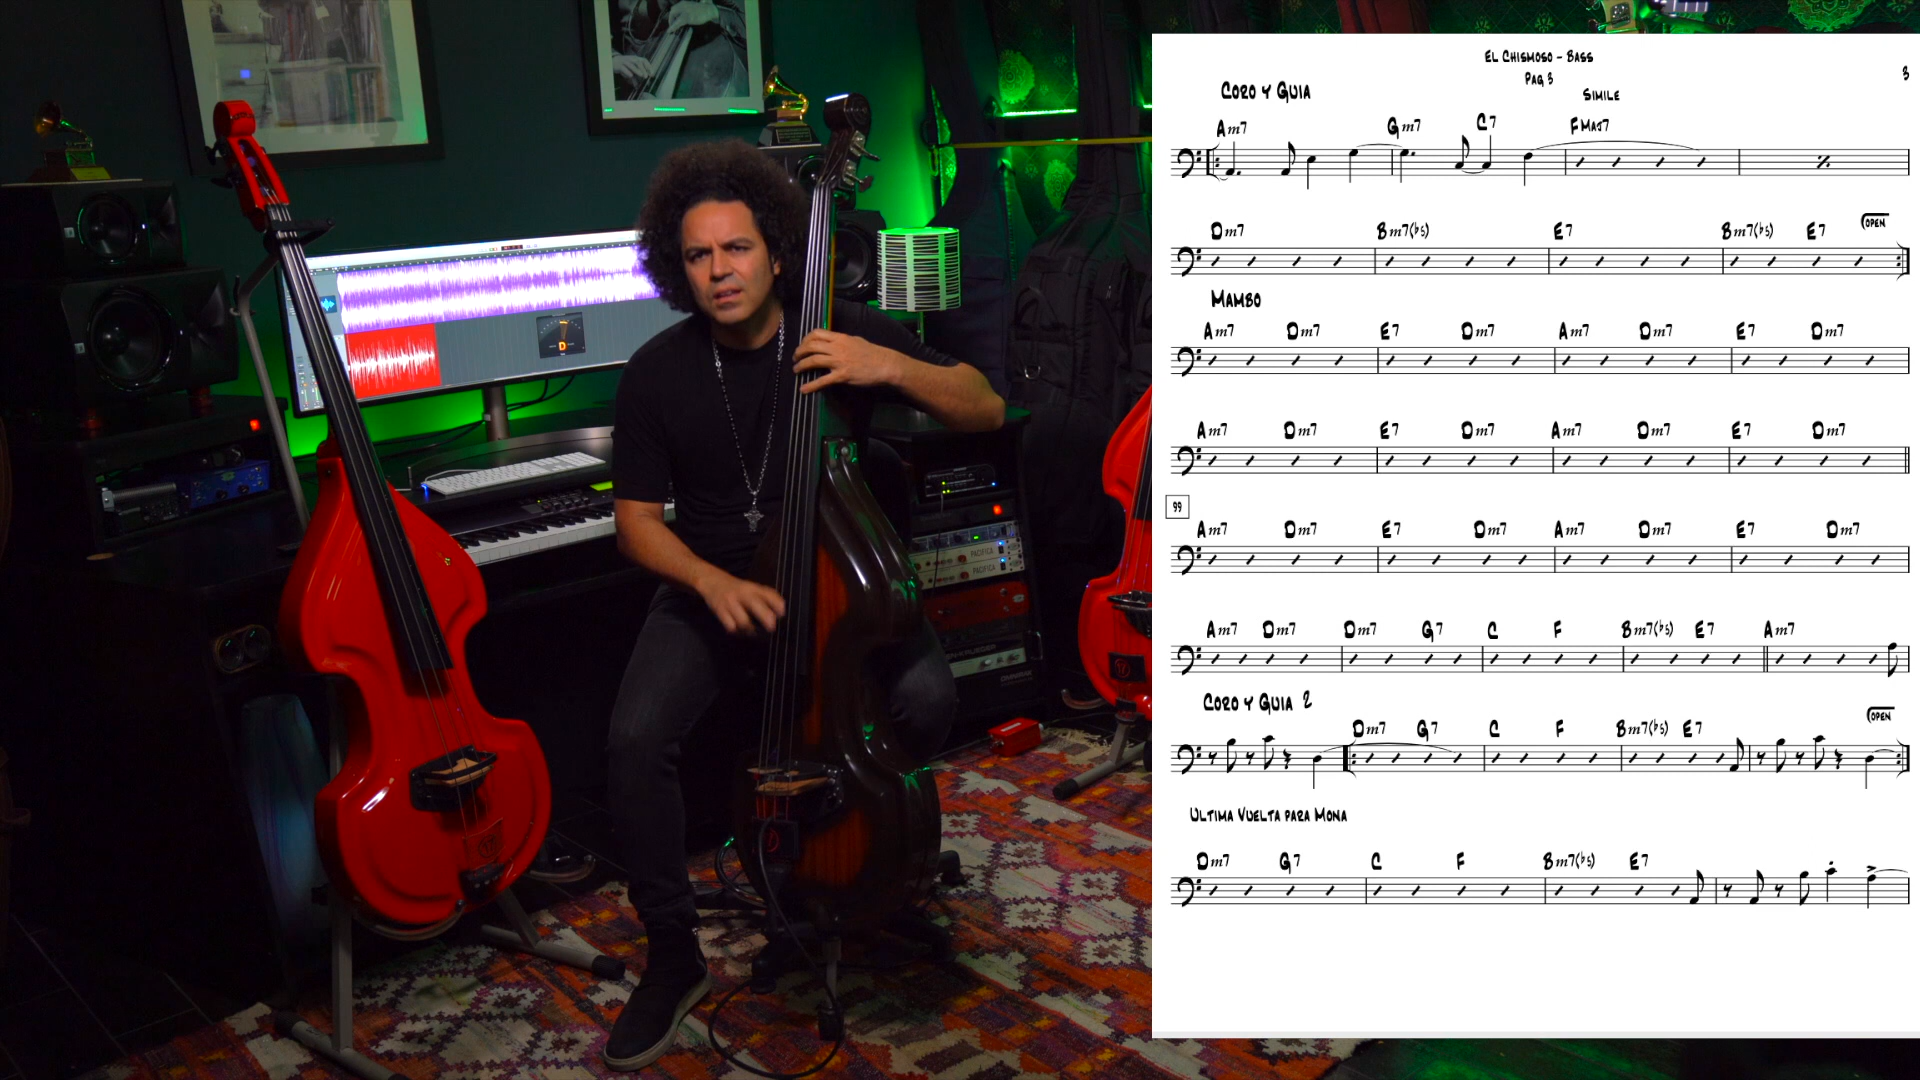 El Chismoso - Bass
Pag 3
3
Coro y Guia
Simile
Am7 Gm7 C7 FMaj7
Dm7 Bm7(b5) E7 Bm7(b5) E7 Open
Mambo
Am7 Dm7 E7 Dm7 Am7 Dm7 E7 Dm7
Am7 Dm7 E7 Dm7 Am7 Dm7 E7 Dm7
99
Am7 Dm7 E7 Dm7 Am7 Dm7 E7 Dm7
Am7 Dm7 Dm7 G7 C F Bm7(b5) E7 Am7
Coro y Guia 2
Dm7 G7 C F Bm7(b5) E7 Open
Ultima Vuelta para Mona
Dm7 G7 C F Bm7(b5) E7
D
PACIFICA
PACIFICA